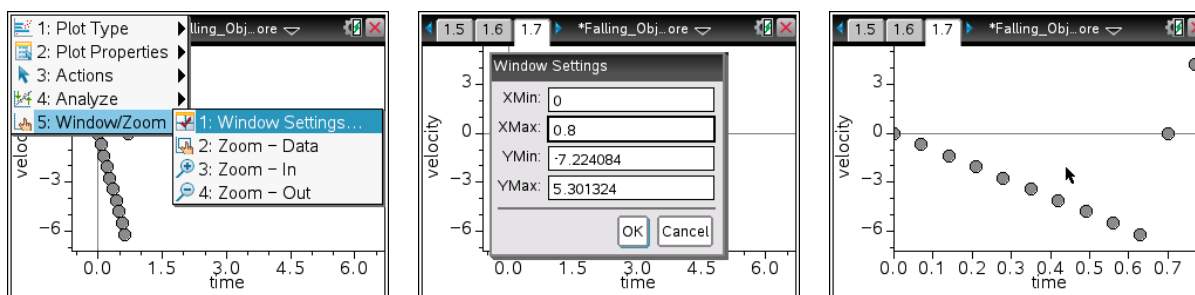 1: Plot Type
2: Plot Properties
3: Actions
4: Analyze
5: Window/Zoom
1: Window Settings...
2: Zoom – Data
3: Zoom – In
4: Zoom – Out
lling_Obj...ore
velocity
-3
-6
0.0 1.5 3.0 4.5 6.0
time
1.5 1.6 1.7 *Falling_Obj...ore
Window Settings
XMin: 0
XMax: 0.8
YMin: -7.224084
YMax: 5.301324
OK Cancel
velocity
3
0
-3
-6
0.0 1.5 3.0 4.5 6.0
time
1.5 1.6 1.7 *Falling_Obj...ore
velocity
3
0
-3
-6
0.0 0.1 0.2 0.3 0.4 0.5 0.6 0.7
time